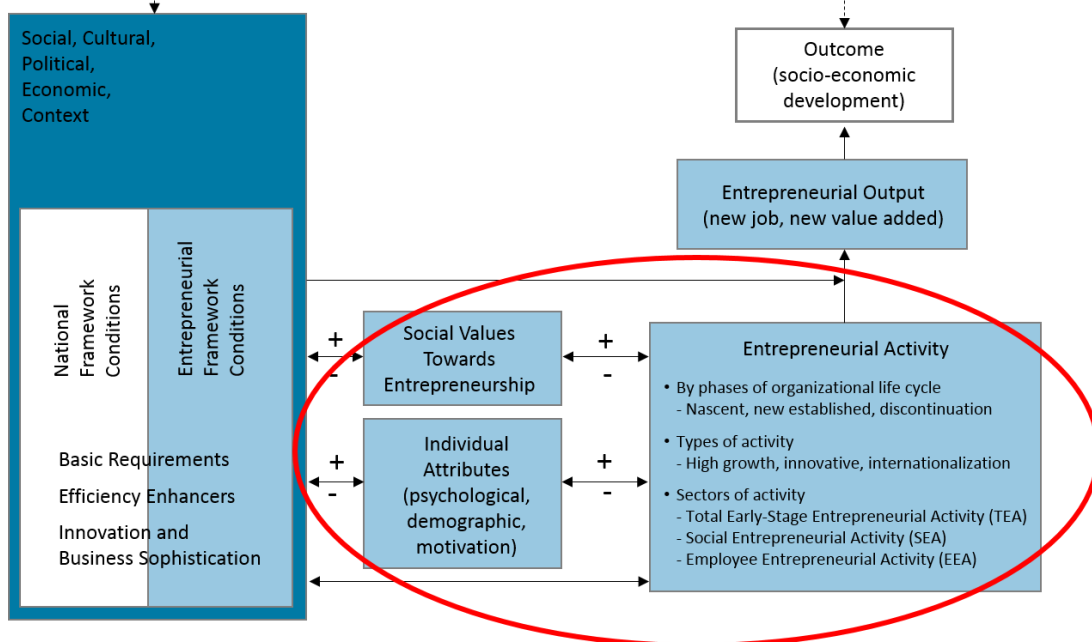 Social, Cultural,
Political,
Economic,
Context
National
Framework
Conditions
Entrepreneurial
Framework
Conditions
Basic Requirements
Efficiency Enhancers
Innovation and
Business Sophistication
+
-
Social Values
Towards
Entrepreneurship
+
-
+
-
Individual
Attributes
(psychological,
demographic,
motivation)
+
-
Outcome
(socio-economic
development)
Entrepreneurial Output
(new job, new value added)
Entrepreneurial Activity
• By phases of organizational life cycle
- Nascent, new established, discontinuation
• Types of activity
- High growth, innovative, internationalization
• Sectors of activity
- Total Early-Stage Entrepreneurial Activity (TEA)
- Social Entrepreneurial Activity (SEA)
- Employee Entrepreneurial Activity (EEA)